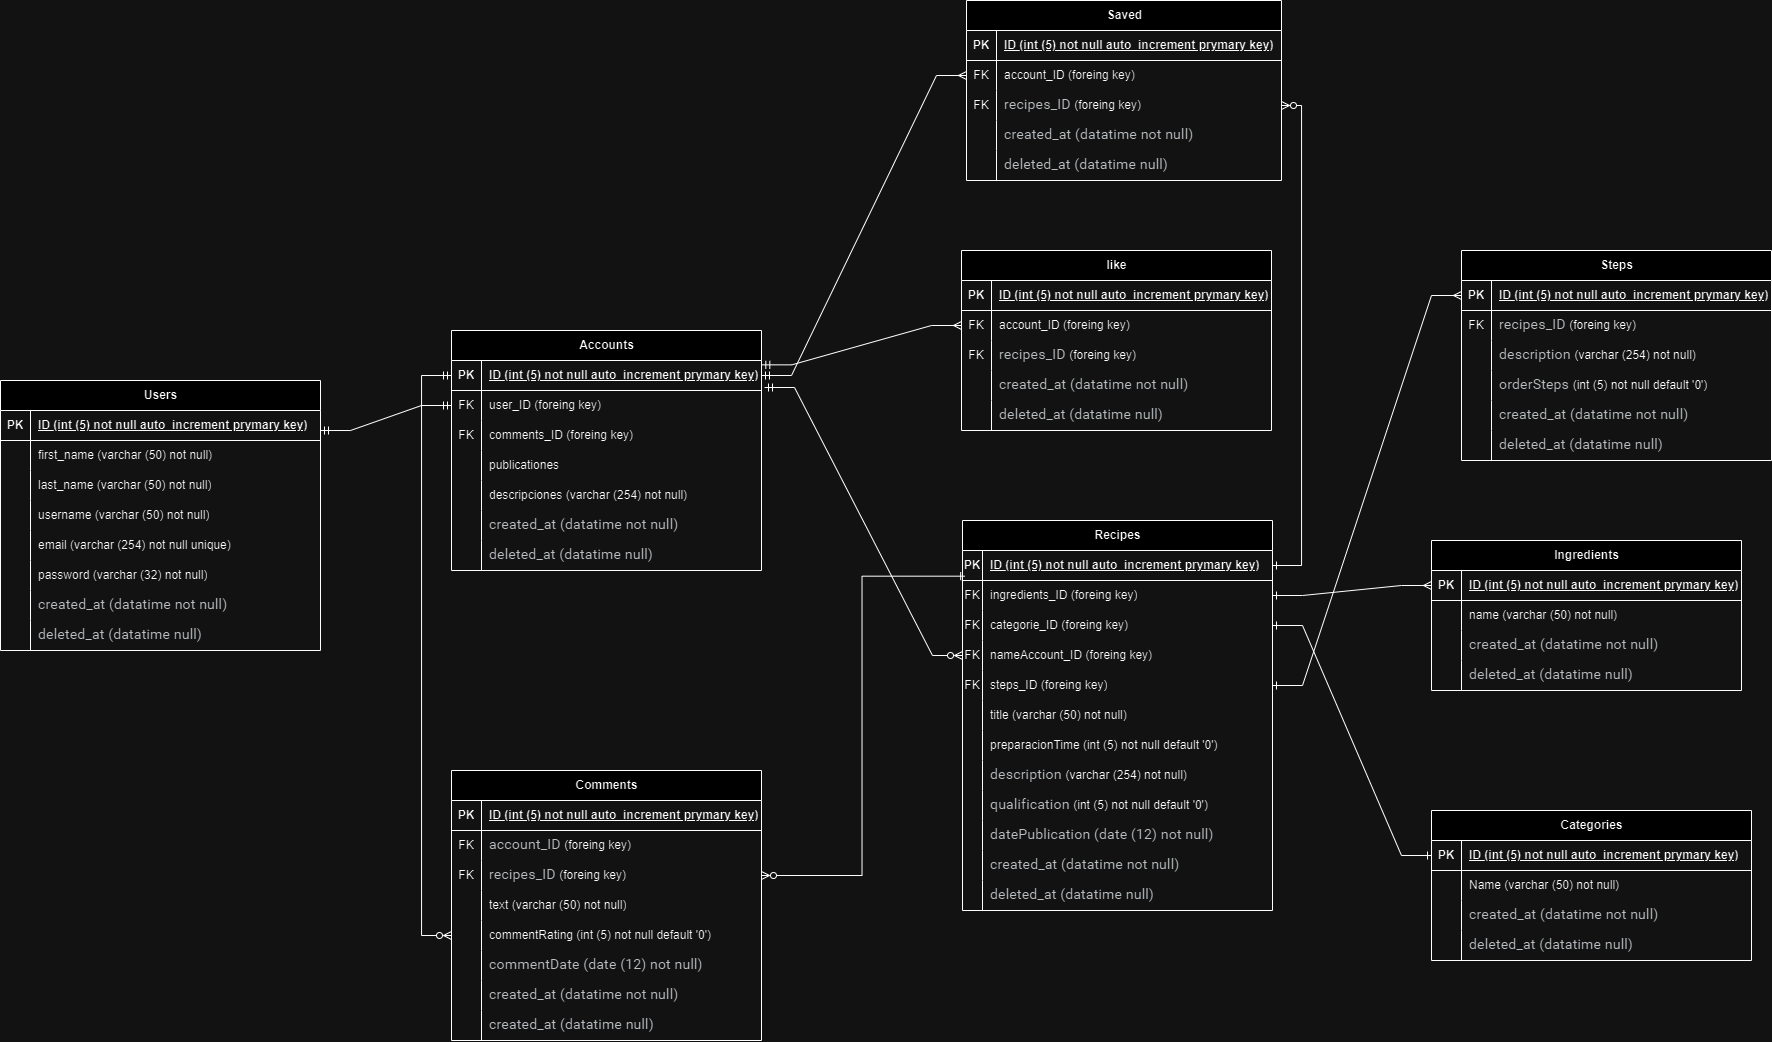 Saved
PK ID (int (5) not null auto_increment prymary key)
FK account_ID (foreing key)
FK recipes_ID (foreing key)
created_at (datatime not null)
deleted_at (datatime null)
like
PK ID (int (5) not null auto_increment prymary key)
FK account_ID (foreing key)
FK recipes_ID (foreing key)
created_at (datatime not null)
deleted_at (datatime null)
Steps
PK ID (int (5) not null auto_increment prymary key)
FK recipes_ID (foreing key)
description (varchar (254) not null)
orderSteps (int (5) not null default '0')
created_at (datatime not null)
deleted_at (datatime null)
Accounts
PK ID (int (5) not null auto_increment prymary key)
FK user_ID (foreing key)
FK comments_ID (foreing key)
publicationes
descripciones (varchar (254) not null)
created_at (datatime not null)
deleted_at (datatime null)
Users
PK ID (int (5) not null auto_increment prymary key)
first_name (varchar (50) not null)
last_name (varchar (50) not null)
username (varchar (50) not null)
email (varchar (254) not null unique)
password (varchar (32) not null)
created_at (datatime not null)
deleted_at (datatime null)
Recipes
PK ID (int (5) not null auto_increment prymary key)
FK ingredients_ID (foreing key)
FK categorie_ID (foreing key)
FK nameAccount_ID (foreing key)
FK steps_ID (foreing key)
title (varchar (50) not null)
preparacionTime (int (5) not null default '0')
description (varchar (254) not null)
qualification (int (5) not null default '0')
datePublication (date (12) not null)
created_at (datatime not null)
deleted_at (datatime null)
Ingredients
PK ID (int (5) not null auto_increment prymary key)
name (varchar (50) not null)
created_at (datatime not null)
deleted_at (datatime null)
Comments
PK ID (int (5) not null auto_increment prymary key)
FK account_ID (foreing key)
FK recipes_ID (foreing key)
text (varchar (50) not null)
commentRating (int (5) not null default '0')
commentDate (date (12) not null)
created_at (datatime not null)
created_at (datatime null)
Categories
PK ID (int (5) not null auto_increment prymary key)
Name (varchar (50) not null)
created_at (datatime not null)
deleted_at (datatime null)